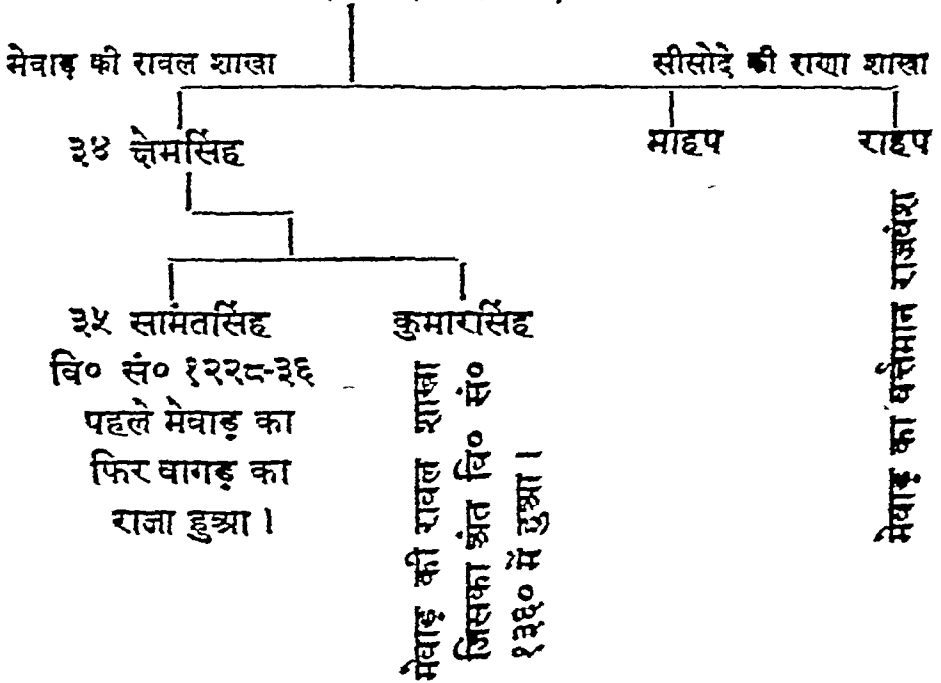 मेवाड़ की रावल शाखा
सीसोदे की राणा शाखा
३४ क्षेमसिंह
माहप
राहप
३५ सामंतसिंह
वि० सं० १२२८-३६
पहले मेवाड़ का
फिर वागड़ का
राजा हुआ ।
कुमारसिंह
मेवाड़ की रावल शाखा
जिसका अंत वि० सं०
१३६० में हुआ ।
मेवाड़ का वर्त्तमान राजवंश